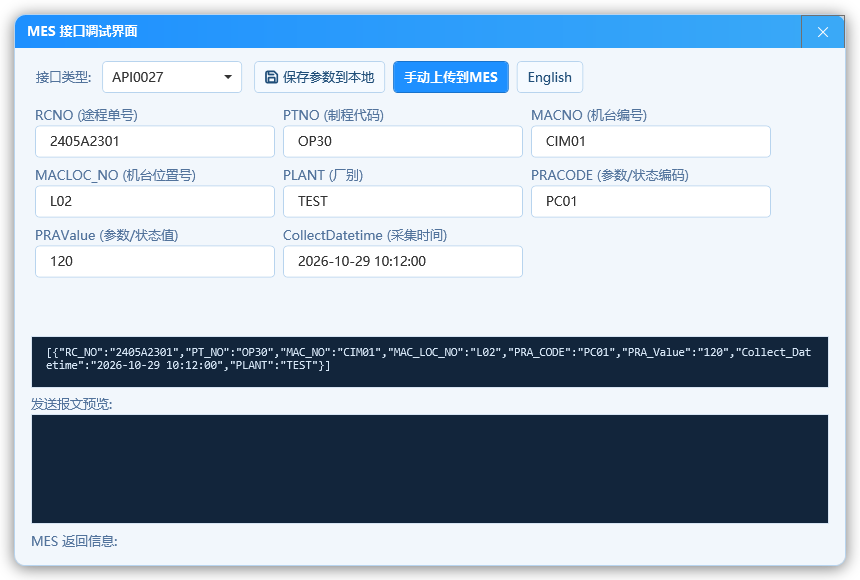 MES 接口调试界面
接口类型: API0027 保存参数到本地 手动上传到MES English
RCNO (途程单号) PTNO (制程代码) MACNO (机台编号)
2405A2301 OP30 CIM01
MACLOC_NO (机台位置号) PLANT (厂别) PRACODE (参数/状态编码)
L02 TEST PC01
PRAValue (参数/状态值) CollectDatetime (采集时间)
120 2026-10-29 10:12:00
[{"RC_NO":"2405A2301","PT_NO":"OP30","MAC_NO":"CIM01","MAC_LOC_NO":"L02","PRA_CODE":"PC01","PRA_Value":"120","Collect_Dat
etime":"2026-10-29 10:12:00","PLANT":"TEST"}]
发送报文预览:
MES 返回信息: